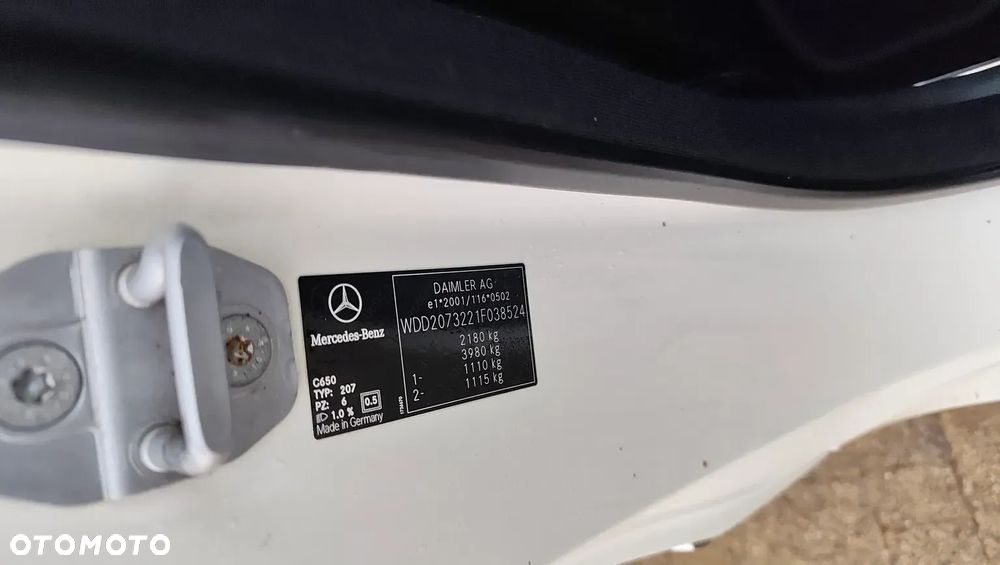 DAIMLER AG
e1*2001/116*0502
WDD2073221F038524
2180 kg
3980 kg
1- 1110 kg
2- 1115 kg
Mercedes-Benz
C650
TYP: 207
PZ: 6
1.0 %
0.5
Made in Germany
OTOMOTO